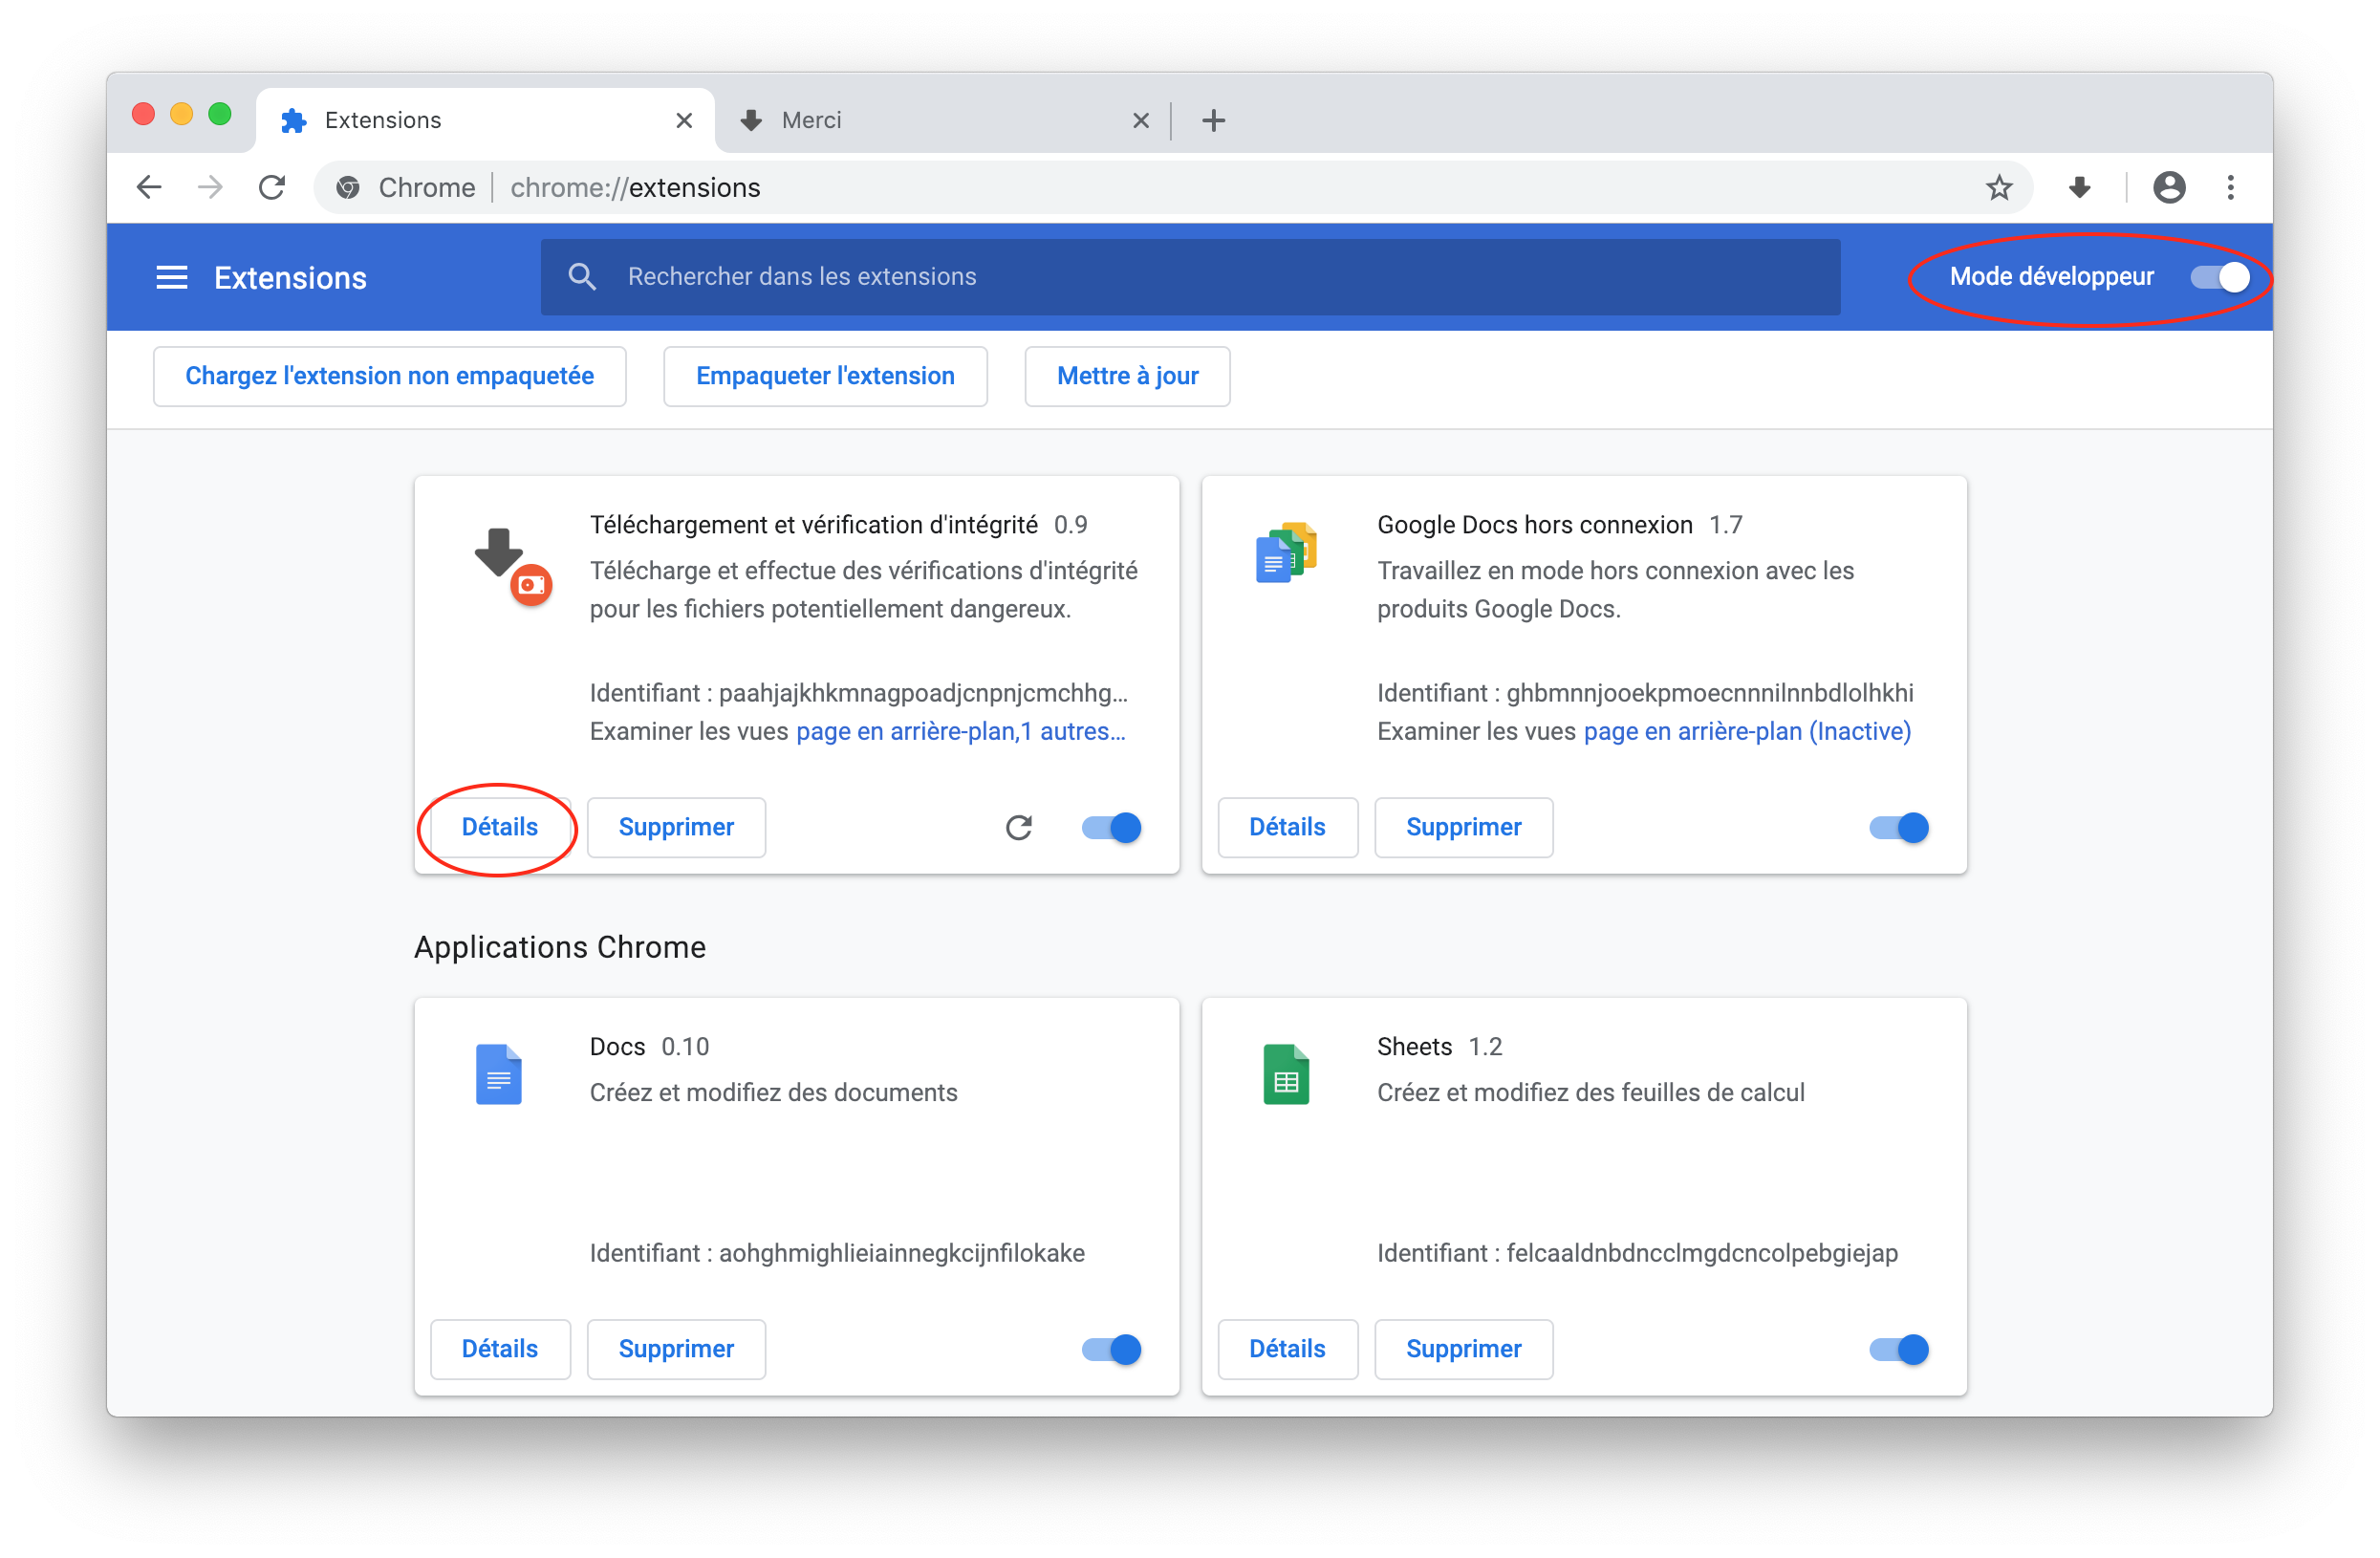 Extensions
Merci
Chrome
chrome://extensions
Extensions
Rechercher dans les extensions
Mode développeur
Chargez l'extension non empaquetée
Empaqueter l'extension
Mettre à jour
Téléchargement et vérification d'intégrité 0.9
Télécharge et effectue des vérifications d'intégrité
pour les fichiers potentiellement dangereux.
Identifiant : paahjajkhkmnagpoadjcnpnjcmchhg...
Examiner les vues page en arrière-plan,1 autres...
Détails
Supprimer
Google Docs hors connexion 1.7
Travaillez en mode hors connexion avec les
produits Google Docs.
Identifiant : ghbmnnjooekpmoecnnnilnnbdlolhkhi
Examiner les vues page en arrière-plan (Inactive)
Détails
Supprimer
Applications Chrome
Docs 0.10
Créez et modifiez des documents
Identifiant : aohghmighlieiainnegkcijnfilokake
Détails
Supprimer
Sheets 1.2
Créez et modifiez des feuilles de calcul
Identifiant : felcaaldnbdncclmgdcncolpebgiejap
Détails
Supprimer